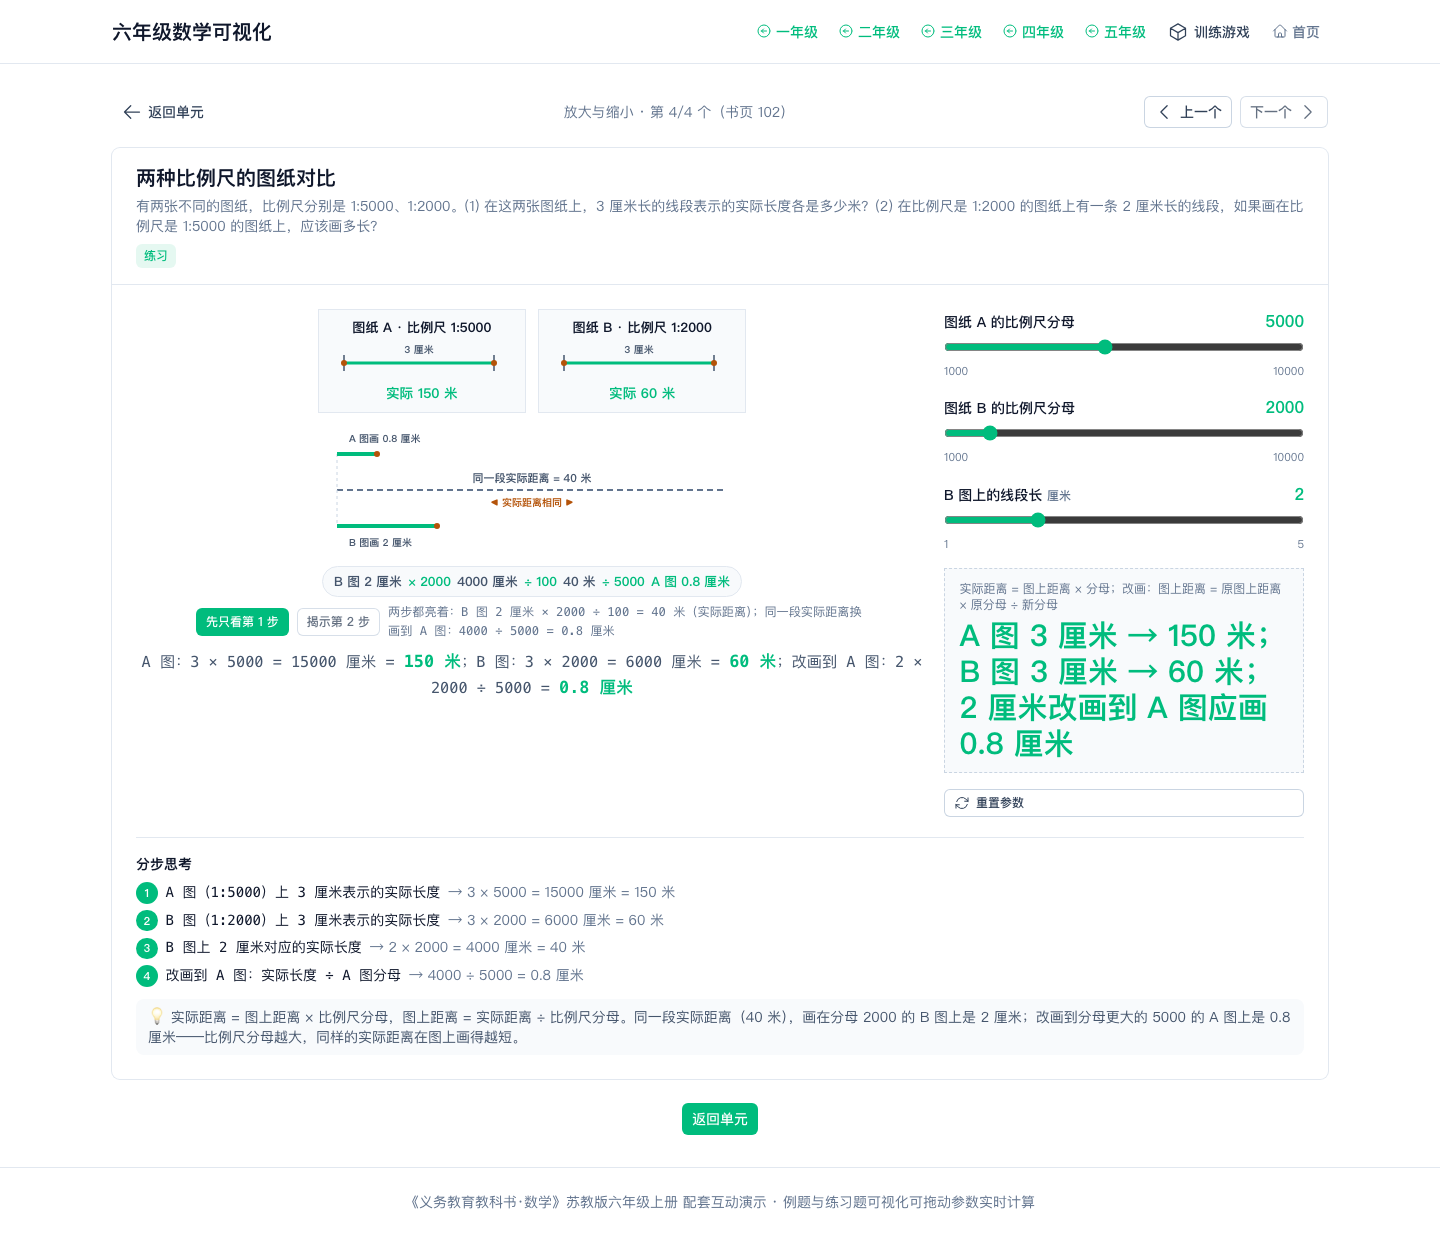 六年级数学可视化
一年级 二年级 三年级 四年级 五年级 训练游戏 首页
返回单元
放大与缩小 · 第 4/4 个（书页 102）
上一个
下一个
两种比例尺的图纸对比
有两张不同的图纸，比例尺分别是 1:5000、1:2000。(1) 在这两张图纸上，3 厘米长的线段表示的实际长度各是多少米？(2) 在比例尺是 1:2000 的图纸上有一条 2 厘米长的线段，如果画在比
例尺是 1:5000 的图纸上，应该画多长？
练习
图纸 A · 比例尺 1:5000
3 厘米
实际 150 米
图纸 B · 比例尺 1:2000
3 厘米
实际 60 米
A 图画 0.8 厘米
同一段实际距离 = 40 米
◄ 实际距离相同 ►
B 图画 2 厘米
B 图 2 厘米 × 2000 4000 厘米 ÷ 100 40 米 ÷ 5000 A 图 0.8 厘米
先只看第 1 步
揭示第 2 步
两步都亮着：B 图 2 厘米 × 2000 ÷ 100 = 40 米（实际距离）；同一段实际距离换
画到 A 图：4000 ÷ 5000 = 0.8 厘米
A 图：3 × 5000 = 15000 厘米 = 150 米；B 图：3 × 2000 = 6000 厘米 = 60 米；改画到 A 图：2 ×
2000 ÷ 5000 = 0.8 厘米
图纸 A 的比例尺分母 5000
1000 10000
图纸 B 的比例尺分母 2000
1000 10000
B 图上的线段长 厘米 2
1 5
实际距离 = 图上距离 × 分母；改画：图上距离 = 原图上距离
× 原分母 ÷ 新分母
A 图 3 厘米 → 150 米；
B 图 3 厘米 → 60 米；
2 厘米改画到 A 图应画
0.8 厘米
重置参数
分步思考
1 A 图（1:5000）上 3 厘米表示的实际长度 → 3 × 5000 = 15000 厘米 = 150 米
2 B 图（1:2000）上 3 厘米表示的实际长度 → 3 × 2000 = 6000 厘米 = 60 米
3 B 图上 2 厘米对应的实际长度 → 2 × 2000 = 4000 厘米 = 40 米
4 改画到 A 图：实际长度 ÷ A 图分母 → 4000 ÷ 5000 = 0.8 厘米
💡 实际距离 = 图上距离 × 比例尺分母，图上距离 = 实际距离 ÷ 比例尺分母。同一段实际距离（40 米），画在分母 2000 的 B 图上是 2 厘米；改画到分母更大的 5000 的 A 图上是 0.8
厘米——比例尺分母越大，同样的实际距离在图上画得越短。
返回单元
《义务教育教科书·数学》苏教版六年级上册 配套互动演示 · 例题与练习题可视化可拖动参数实时计算